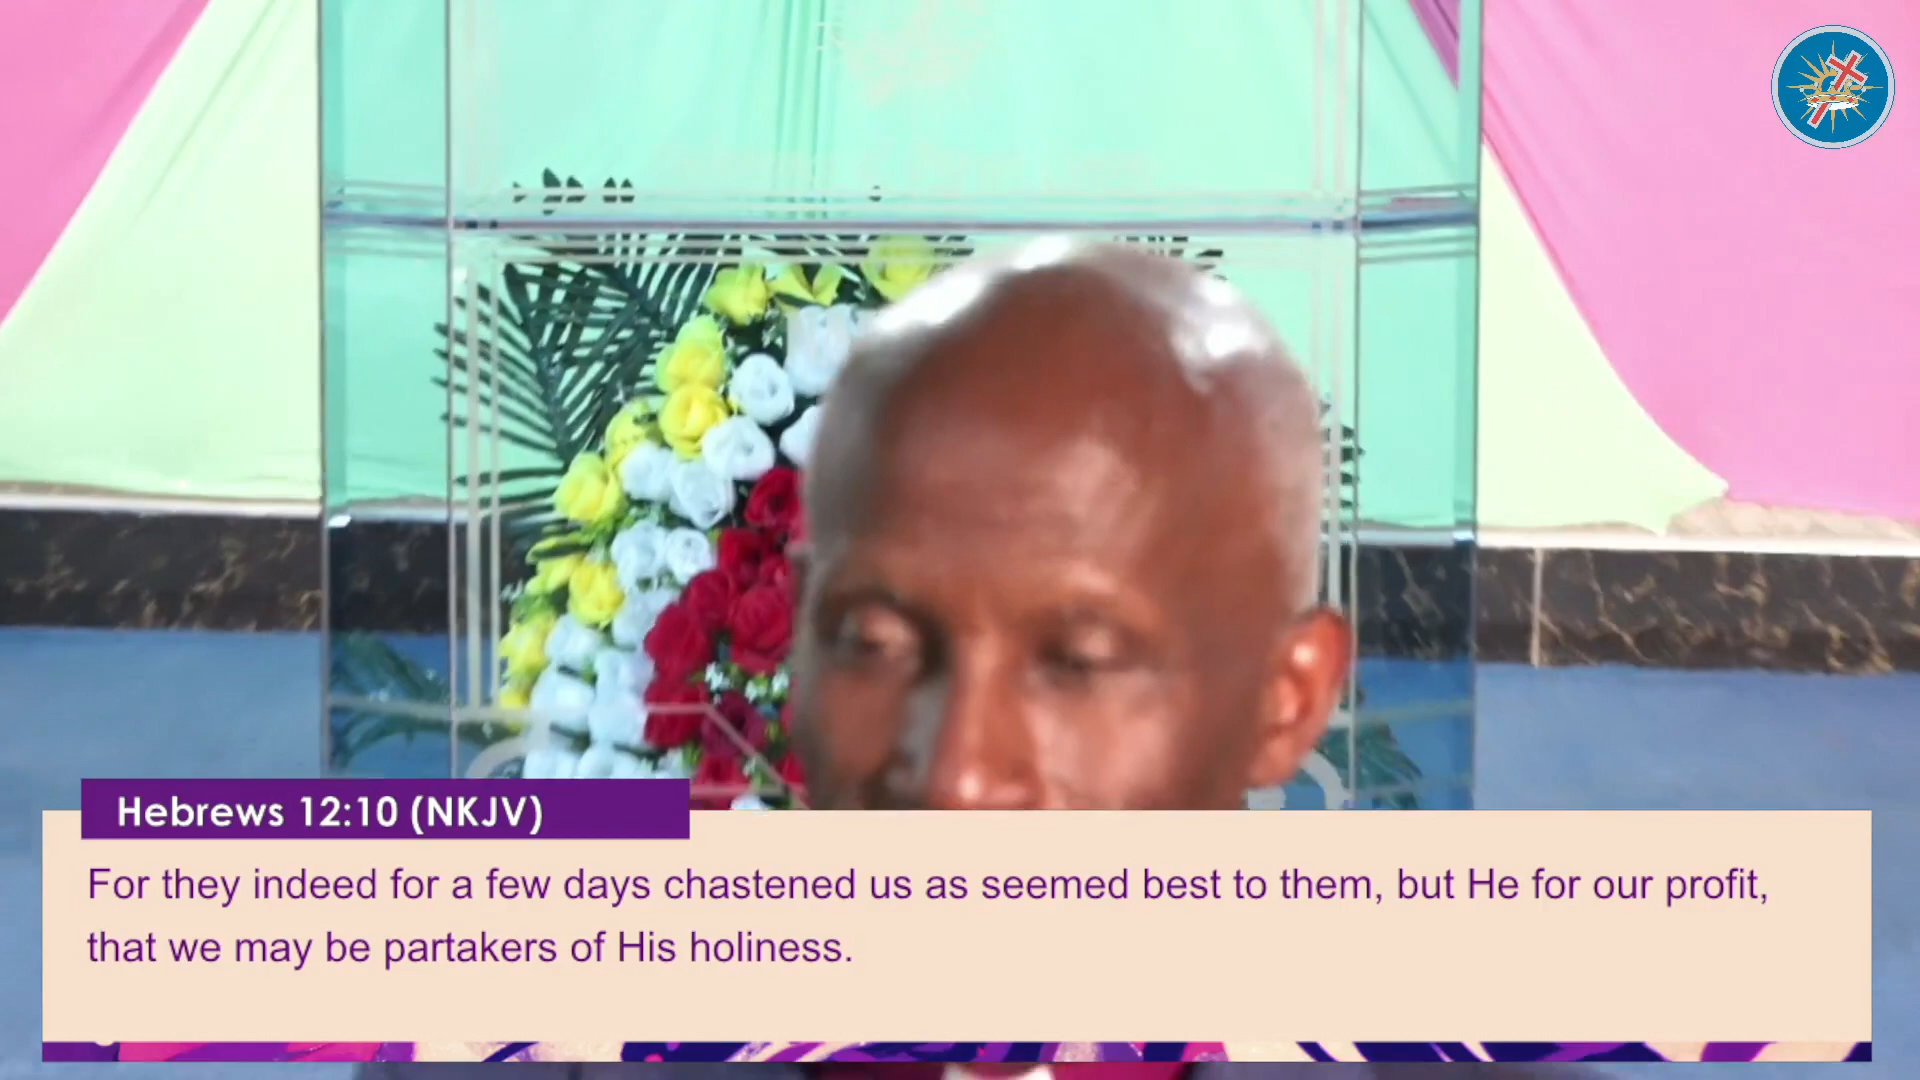 Hebrews 12:10 (NKJV)
For they indeed for a few days chastened us as seemed best to them, but He for our profit,
that we may be partakers of His holiness.